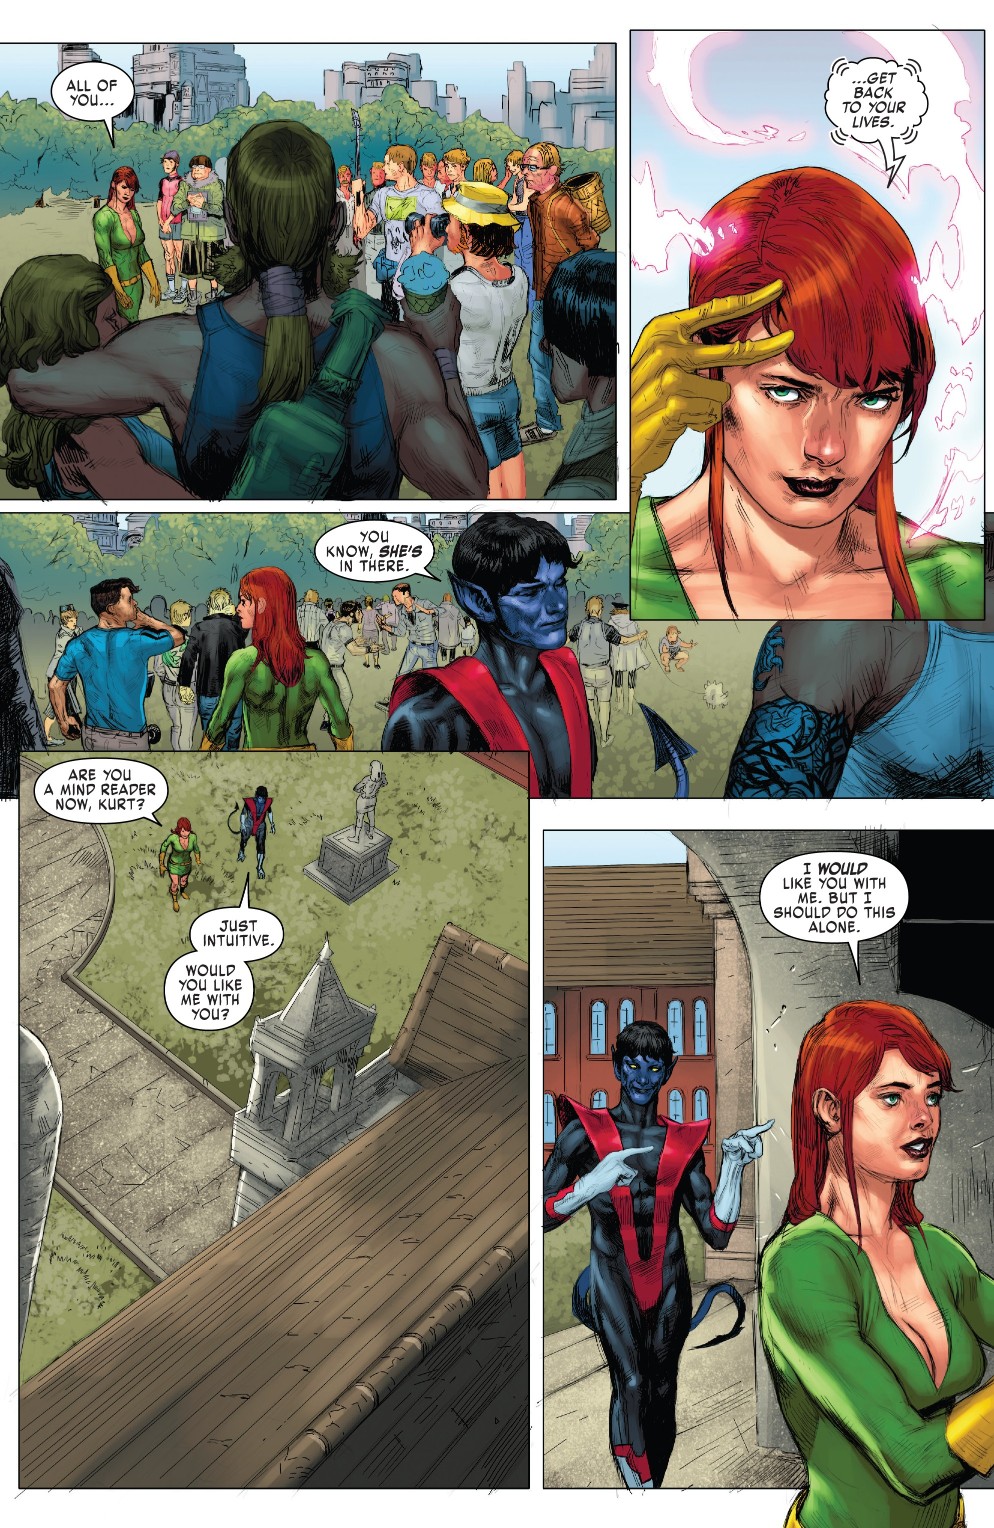 ALL OF
YOU...
...GET
BACK
TO YOUR
LIVES.
YOU
KNOW, SHE'S
IN THERE.
ARE YOU
A MIND READER
NOW, KURT?
JUST
INTUITIVE.
WOULD
YOU LIKE
ME WITH
YOU?
I WOULD
LIKE YOU WITH
ME. BUT I
SHOULD DO THIS
ALONE.